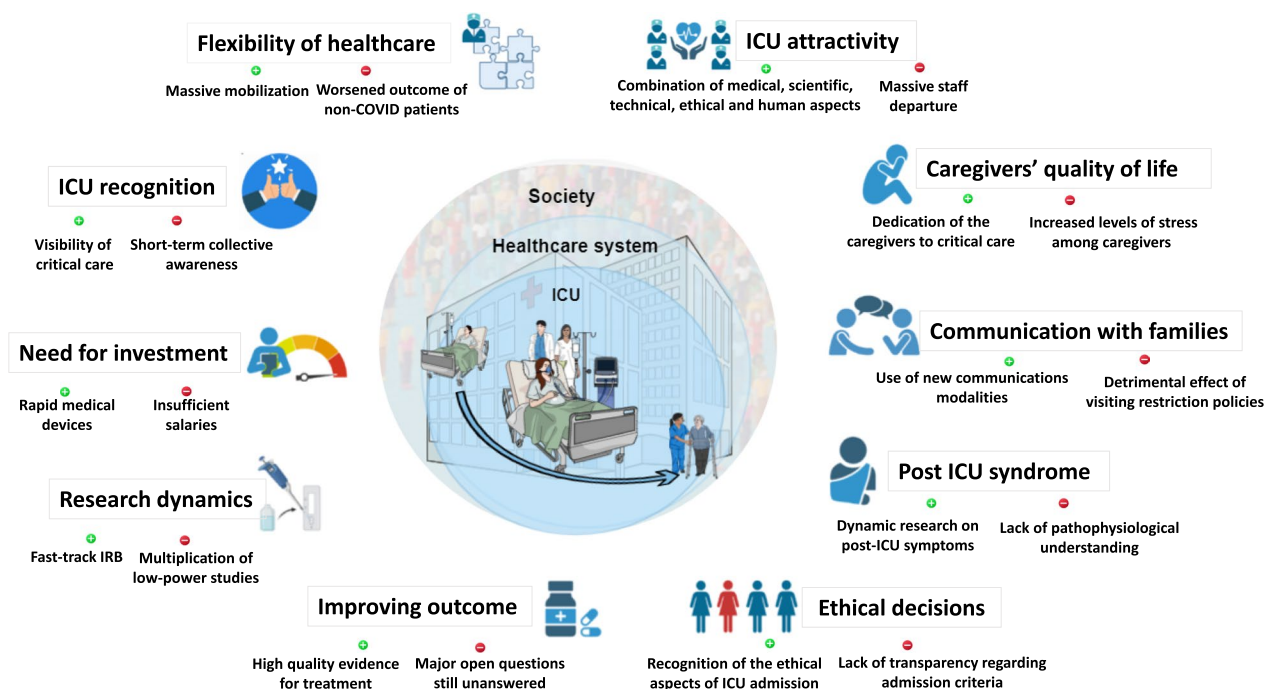 Flexibility of healthcare
Massive mobilization
Worsened outcome of
non-COVID patients
ICU attractivity
Combination of medical, scientific,
technical, ethical and human aspects
Massive staff
departure
ICU recognition
Visibility of
critical care
Short-term collective
awareness
Caregivers’ quality of life
Dedication of the
caregivers to critical care
Increased levels of stress
among caregivers
Society
Healthcare system
ICU
Need for investment
Rapid medical
devices
Insufficient
salaries
Communication with families
Use of new communications
modalities
Detrimental effect of
visiting restriction policies
Research dynamics
Fast-track IRB
Multiplication of
low-power studies
Post ICU syndrome
Dynamic research on
post-ICU symptoms
Lack of pathophysiological
understanding
Improving outcome
High quality evidence
for treatment
Major open questions
still unanswered
Ethical decisions
Recognition of the ethical
aspects of ICU admission
Lack of transparency regarding
admission criteria